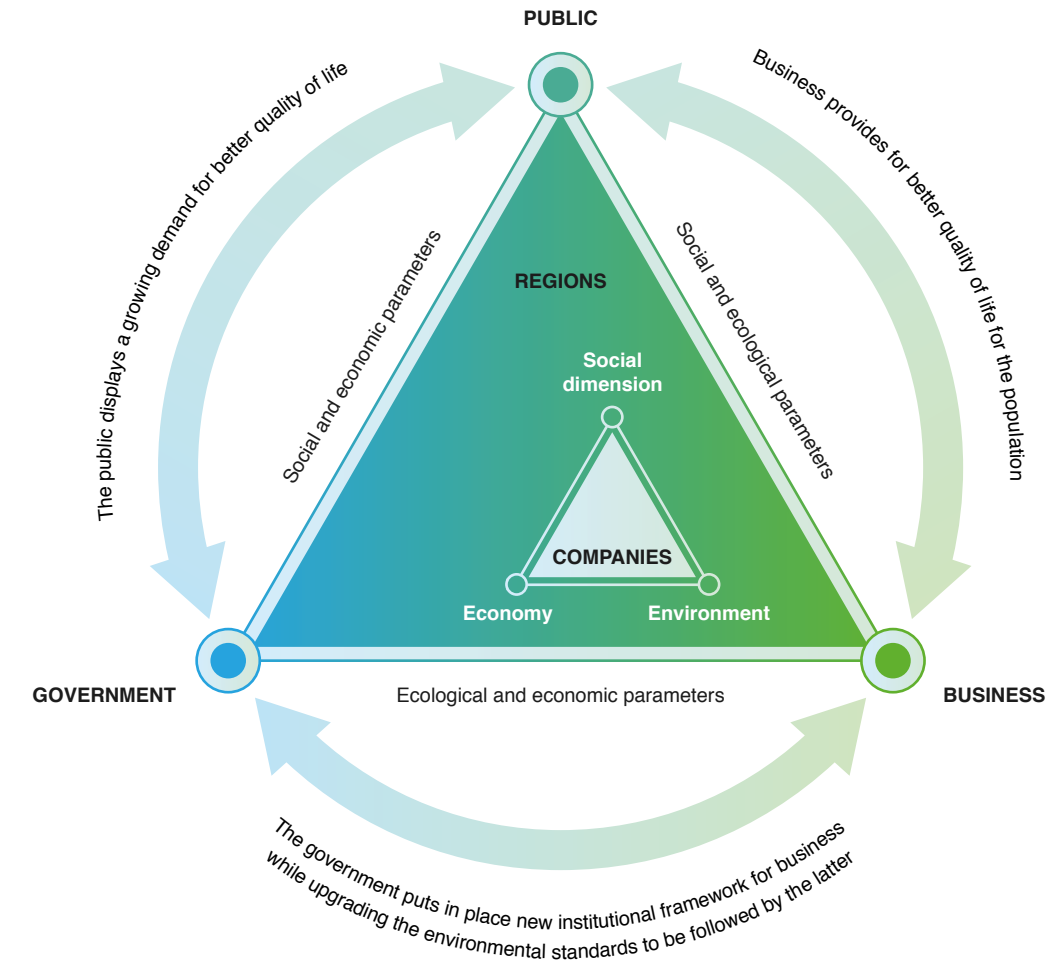 PUBLIC
The public displays a growing demand for better quality of life
Business provides for better quality of life for the population
Social and economic parameters
Social and ecological parameters
REGIONS
Social
dimension
COMPANIES
Economy
Environment
GOVERNMENT
Ecological and economic parameters
BUSINESS
The government puts in place new institutional framework for business
while upgrading the environmental standards to be followed by the latter